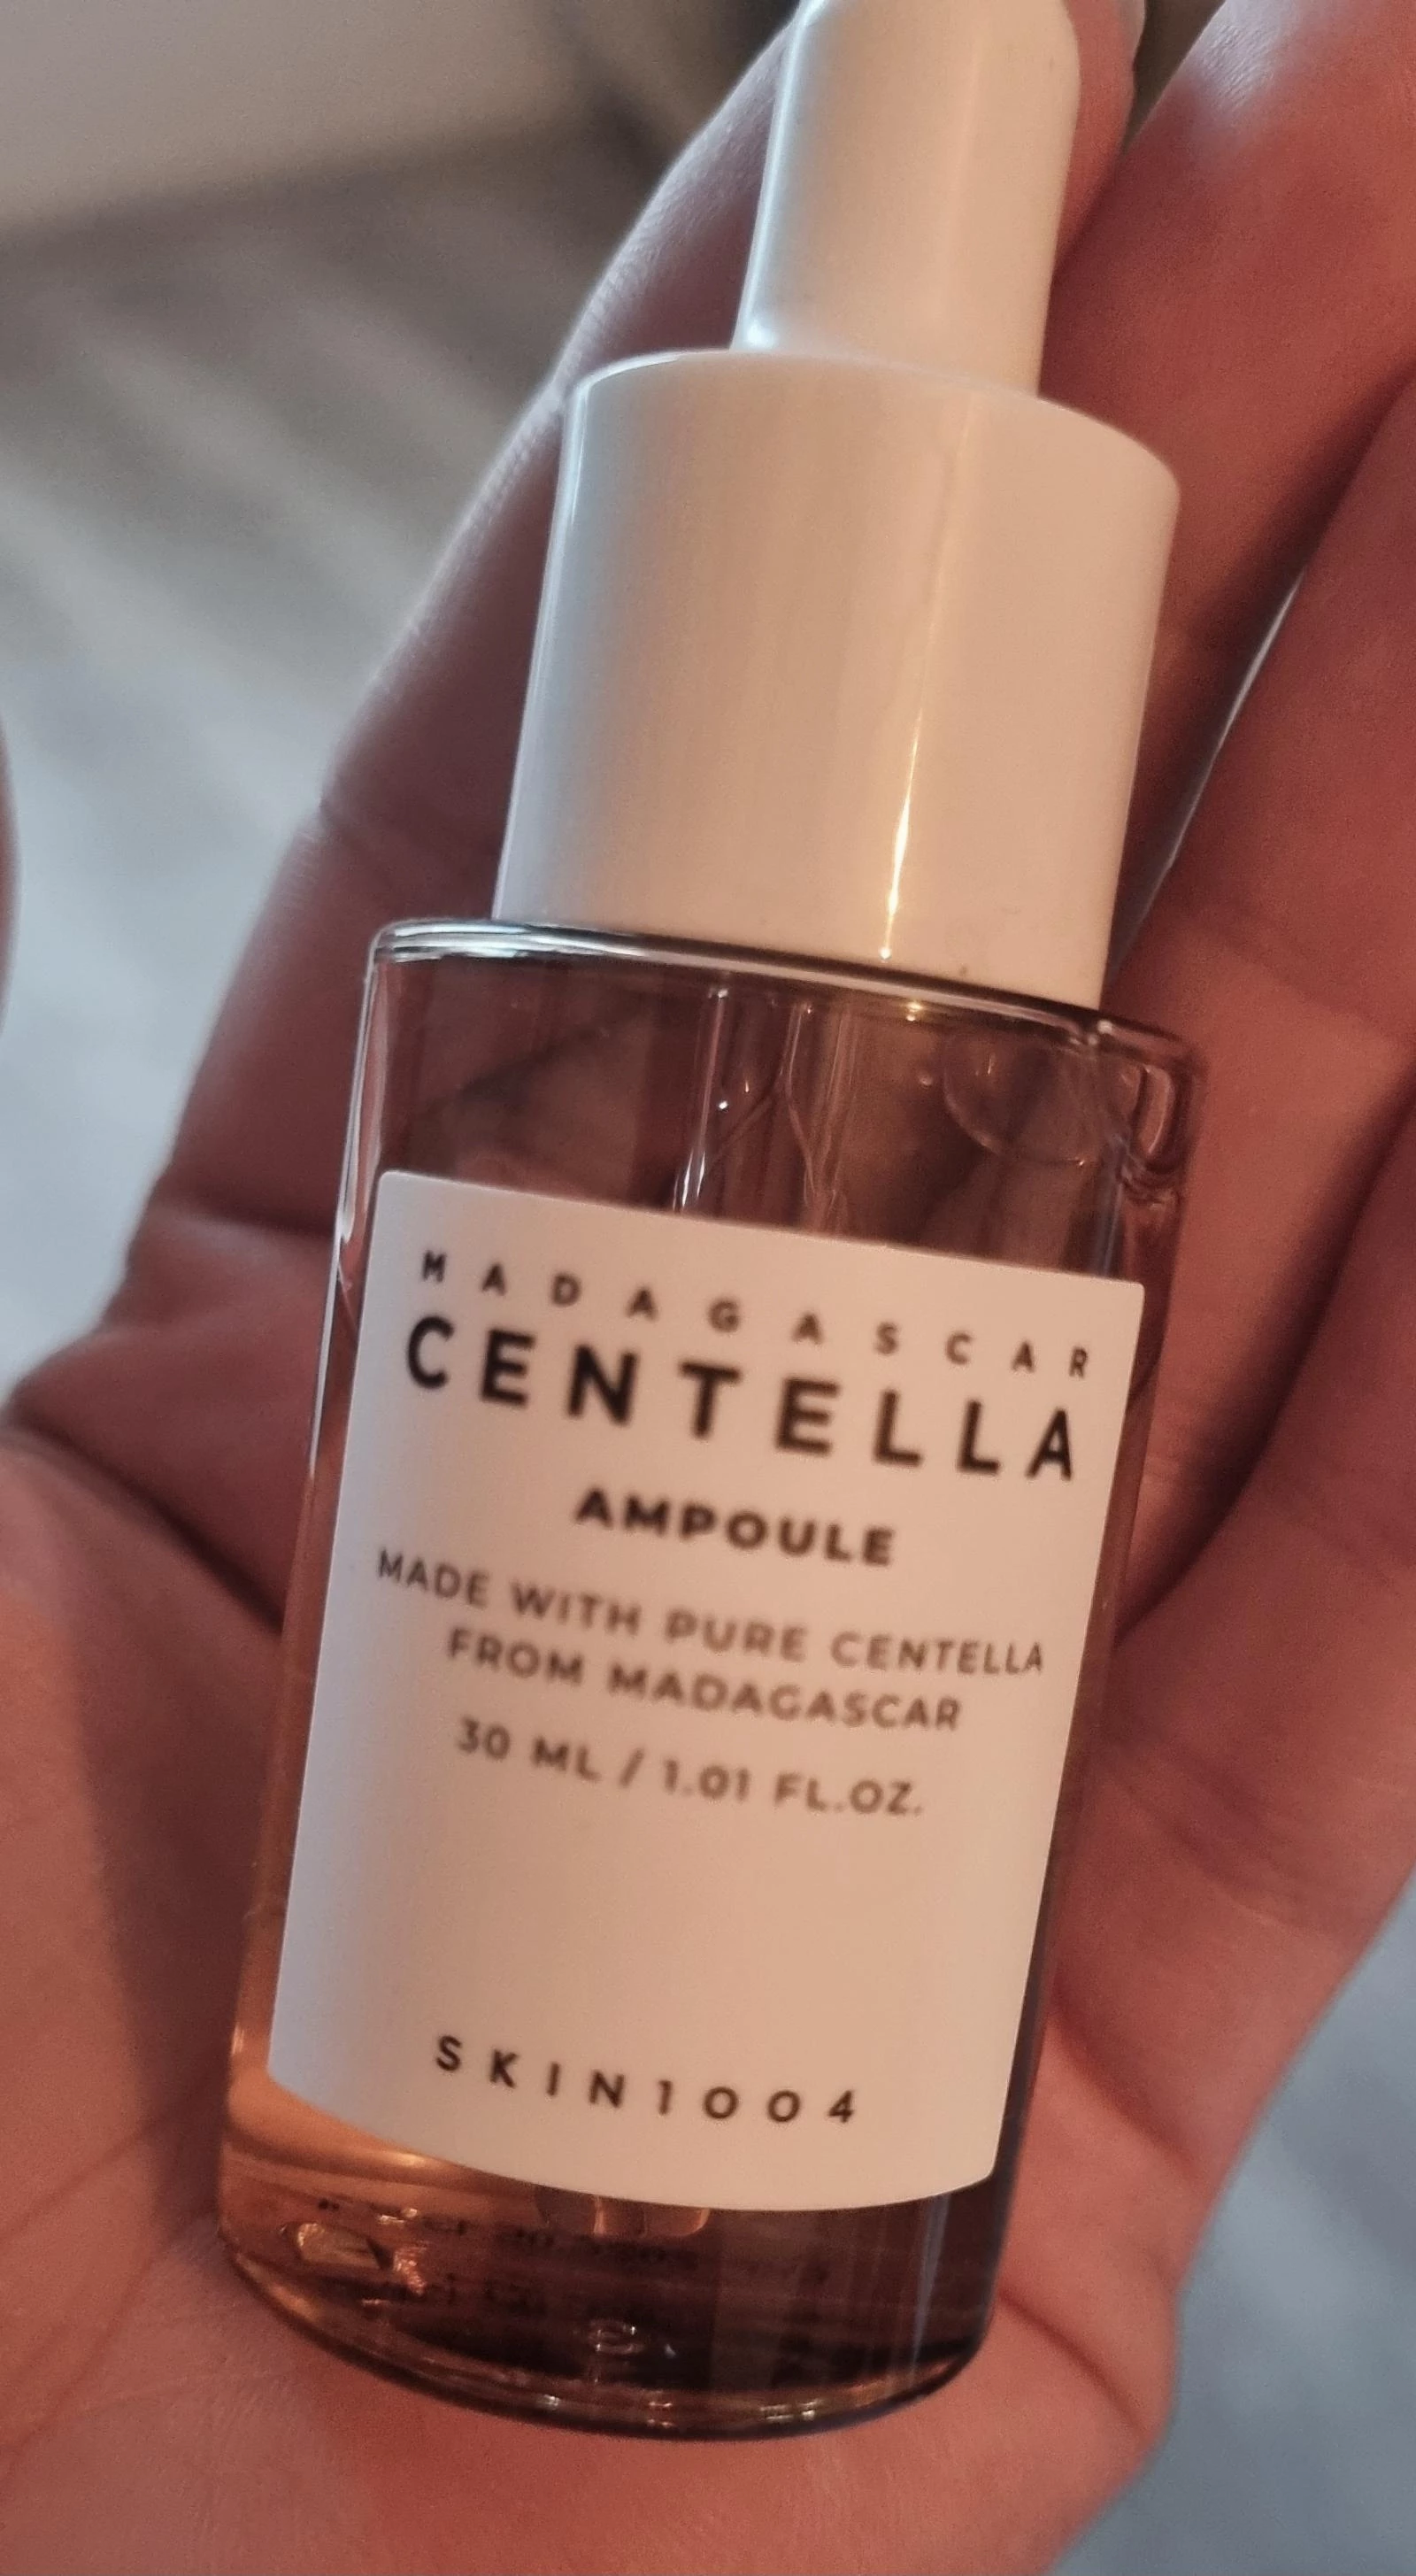 MADAGASCAR
CENTELLA
AMPOULE
MADE WITH PURE CENTELLA
FROM MADAGASCAR
30 ML / 1.01 FL.OZ.
SKIN1004